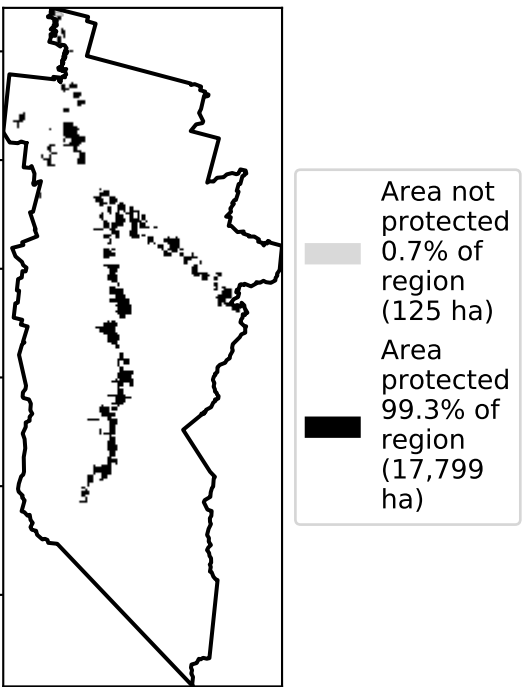 Area not
protected
0.7% of
region
(125 ha)
Area
protected
99.3% of
region
(17,799
ha)